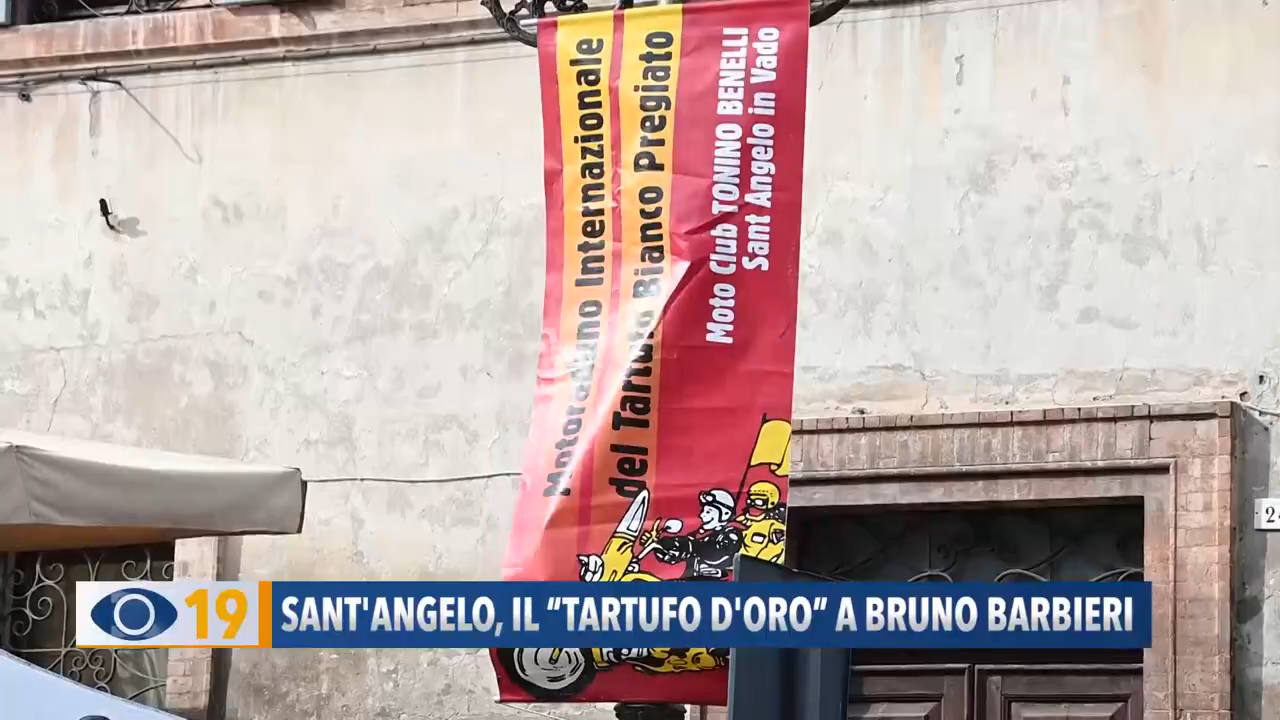 Motoraduno Internazionale
del Tartufo Bianco Pregiato
Moto Club TONINO BENELLI
Sant Angelo in Vado
19
SANT'ANGELO, IL “TARTUFO D'ORO” A BRUNO BARBIERI